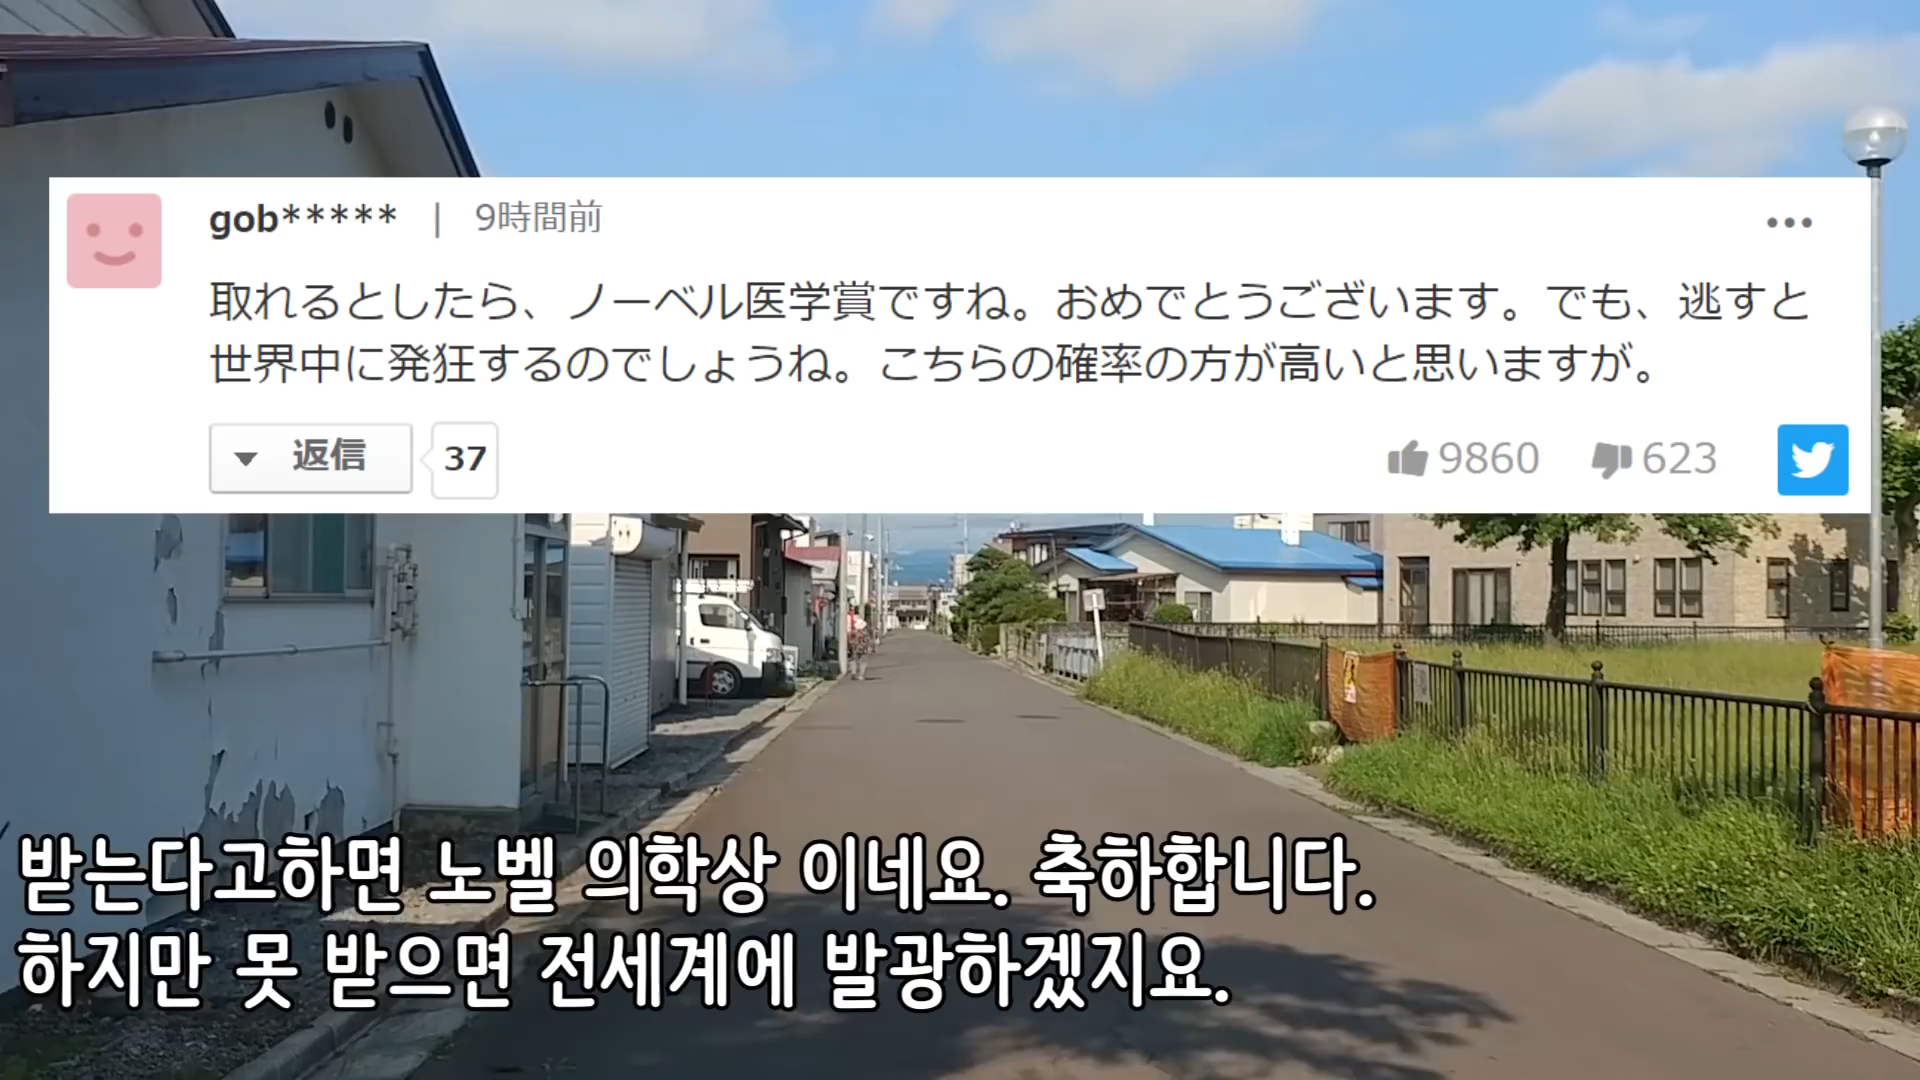 gob***** | 9時間前
取れるとしたら、ノーベル医学賞ですね。おめでとうございます。でも、逃すと
世界中に発狂するのでしょうね。こちらの確率の方が高いと思いますが。
返信 37 9860 623
받는다고하면 노벨 의학상 이네요. 축하합니다.
하지만 못 받으면 전세계에 발광하겠지요.